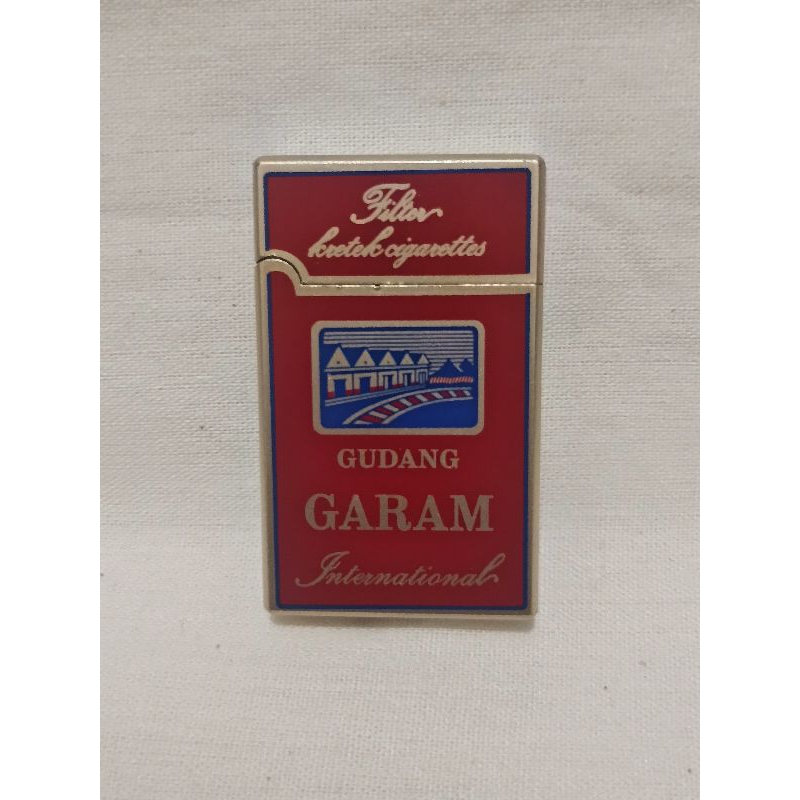 Filter
kretek cigarettes
GUDANG
GARAM
International